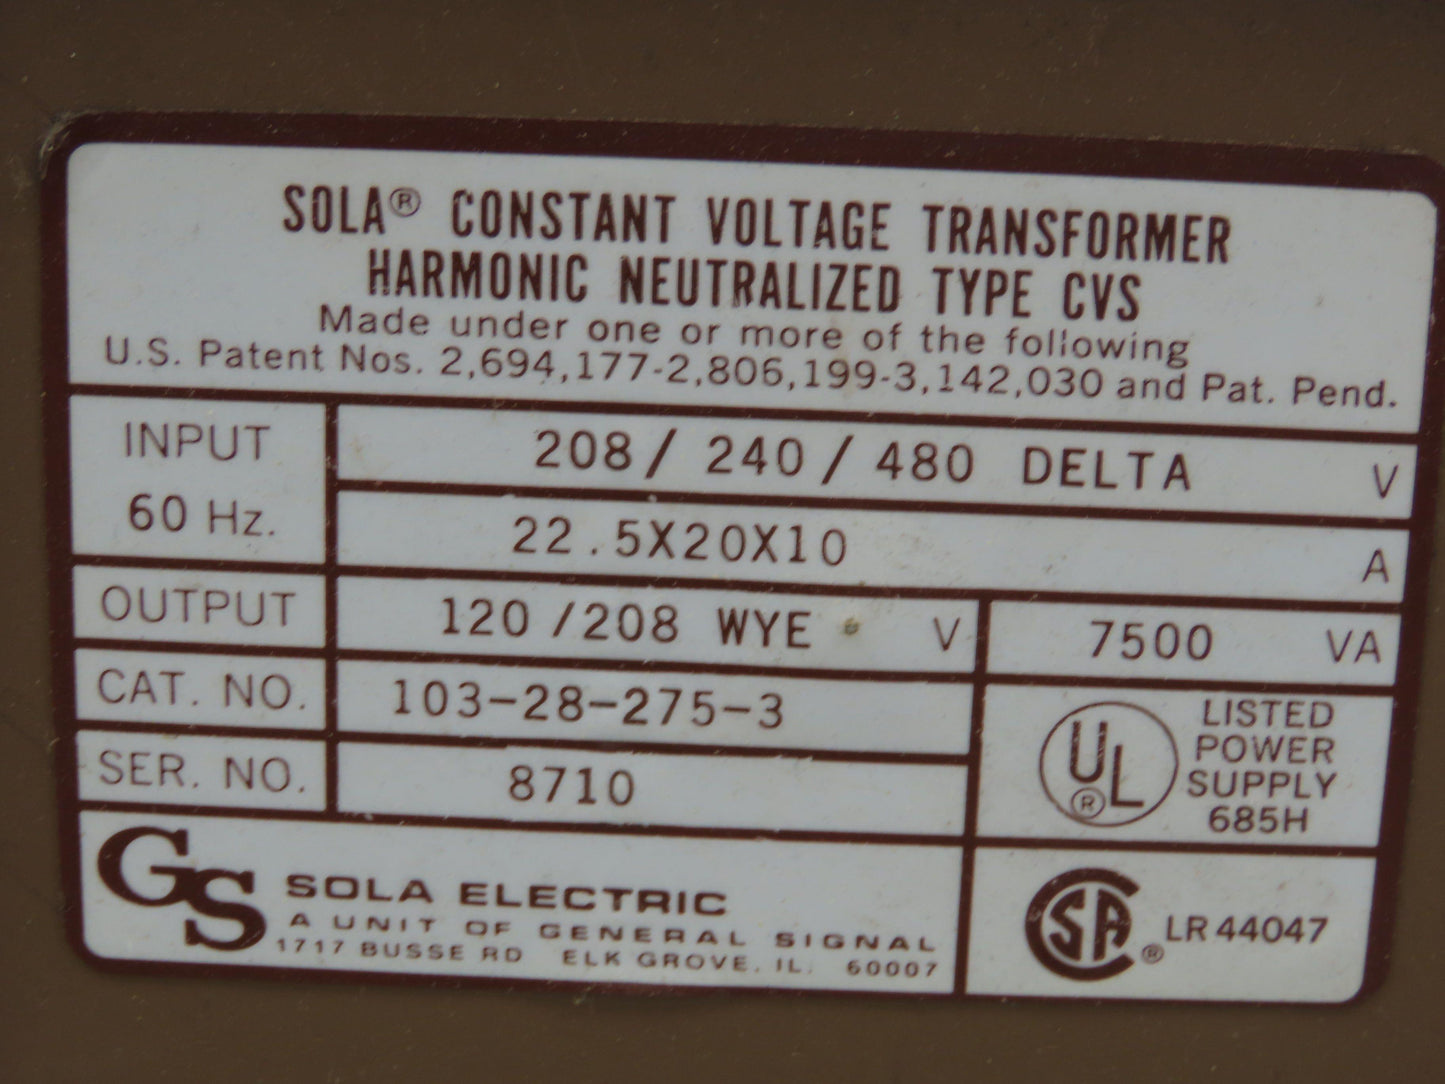 SOLA® CONSTANT VOLTAGE TRANSFORMER
HARMONIC NEUTRALIZED TYPE CVS
Made under one or more of the following
U.S. Patent Nos. 2,694,177-2,806,199-3,142,030 and Pat. Pend.
INPUT
60 Hz.
208/ 240/ 480 DELTA V
22.5X20X10 A
OUTPUT 120/208 WYE V 7500 VA
CAT. NO. 103-28-275-3
SER. NO. 8710
UL®
LISTED
POWER
SUPPLY
685H
GS
SOLA ELECTRIC
A UNIT OF GENERAL SIGNAL
1717 BUSSE RD ELK GROVE, IL. 60007
SA® LR 44047